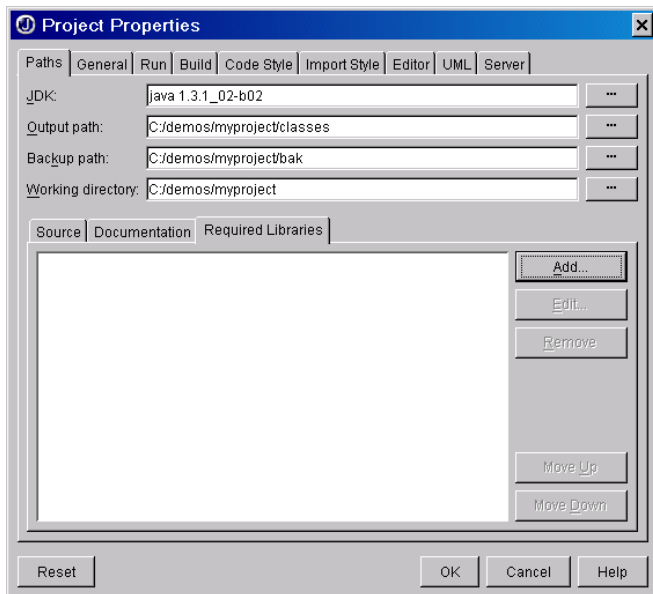 Project Properties
Paths General Run Build Code Style Import Style Editor UML Server
JDK: java 1.3.1_02-b02 ...
Output path: C:/demos/myproject/classes ...
Backup path: C:/demos/myproject/bak ...
Working directory: C:/demos/myproject ...
Source Documentation Required Libraries
Add...
Edit...
Remove
Move Up
Move Down
Reset OK Cancel Help